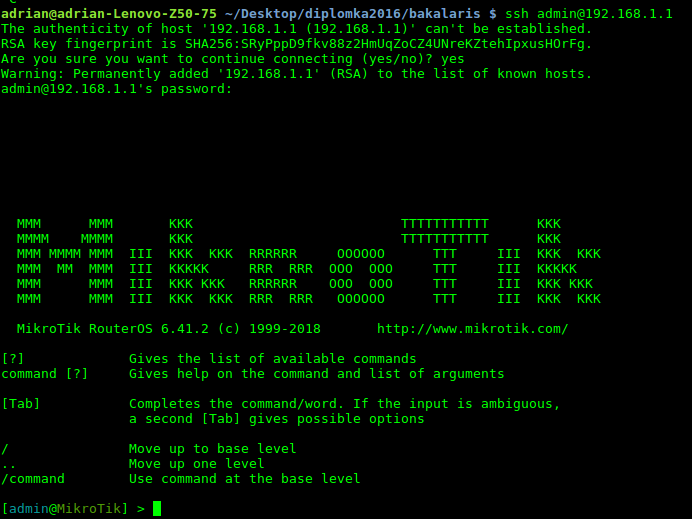 adrian@adrian-Lenovo-Z50-75 ~/Desktop/diplomka2016/bakalaris $ ssh admin@192.168.1.1
The authenticity of host '192.168.1.1 (192.168.1.1)' can't be established.
RSA key fingerprint is SHA256:SRyPppD9fkv88z2HmUqZoCZ4UNreKZtehIpxusHOrFg.
Are you sure you want to continue connecting (yes/no)? yes
Warning: Permanently added '192.168.1.1' (RSA) to the list of known hosts.
admin@192.168.1.1's password:
  MMM      MMM       KKK                          TTTTTTTTTTT      KKK
  MMMM    MMMM       KKK                          TTTTTTTTTTT      KKK
  MMM MMMM MMM  III  KKK  KKK  RRRRRR     OOOOOO      TTT     III  KKK  KKK
  MMM  MM  MMM  III  KKKKK     RRR  RRR  OOO  OOO     TTT     III  KKKKK
  MMM      MMM  III  KKK KKK   RRRRRR    OOO  OOO     TTT     III  KKK KKK
  MMM      MMM  III  KKK  KKK  RRR  RRR   OOOOOO      TTT     III  KKK  KKK
  MikroTik RouterOS 6.41.2 (c) 1999-2018       http://www.mikrotik.com/
[?]             Gives the list of available commands
command [?]     Gives help on the command and list of arguments
[Tab]           Completes the command/word. If the input is ambiguous,
                a second [Tab] gives possible options
/               Move up to base level
..              Move up one level
/command        Use command at the base level
[admin@MikroTik] >